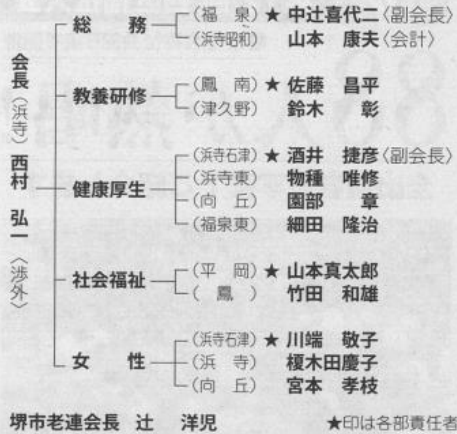 会長（浜寺）西村 弘一〈渉外〉
総務
（福泉）★ 中辻喜代二〈副会長〉
（浜寺昭和） 山本 康夫〈会計〉
教養研修
（鳳南）★ 佐藤 昌平
（津久野） 鈴木 彰
健康厚生
（浜寺石津）★ 酒井 捷彦〈副会長〉
（浜寺東） 物種 唯修
（向丘） 園部 章
（福泉東） 細田 隆治
社会福祉
（平岡）★ 山本真太郎
（鳳） 竹田 和雄
女性
（浜寺石津）★ 川端 敬子
（浜寺） 榎木田慶子
（向丘） 宮本 孝枝
堺市老連会長 辻 洋児
★印は各部責任者